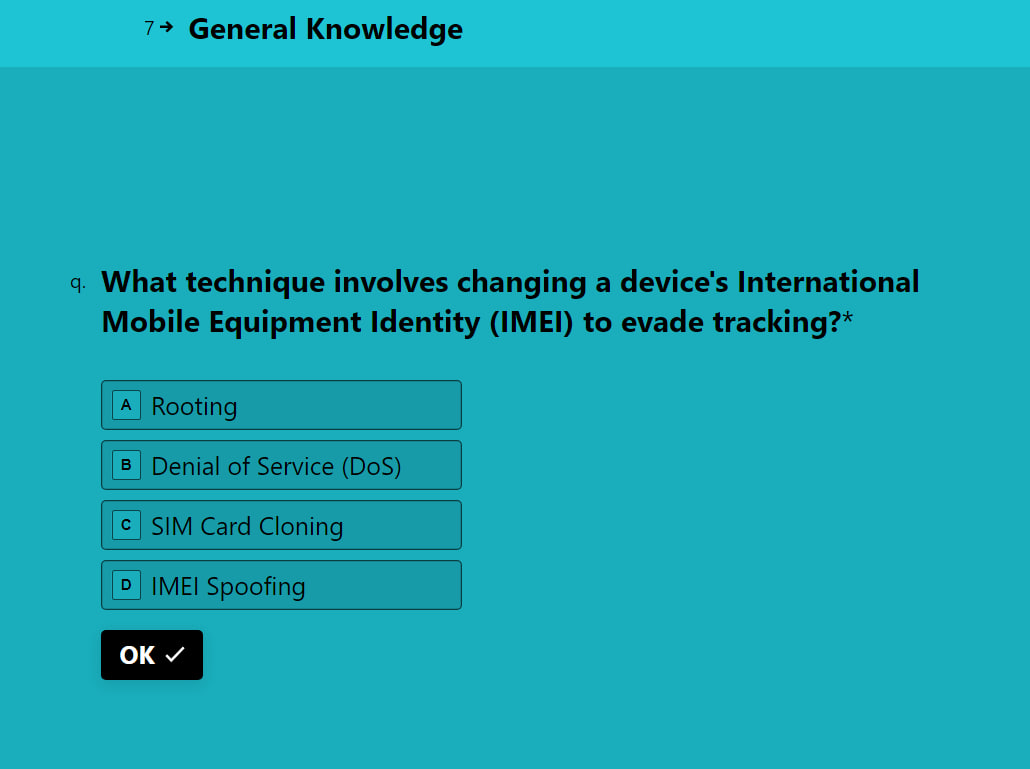 7→ General Knowledge
q. What technique involves changing a device's International
Mobile Equipment Identity (IMEI) to evade tracking?*
A Rooting
B Denial of Service (DoS)
C SIM Card Cloning
D IMEI Spoofing
OK ✓